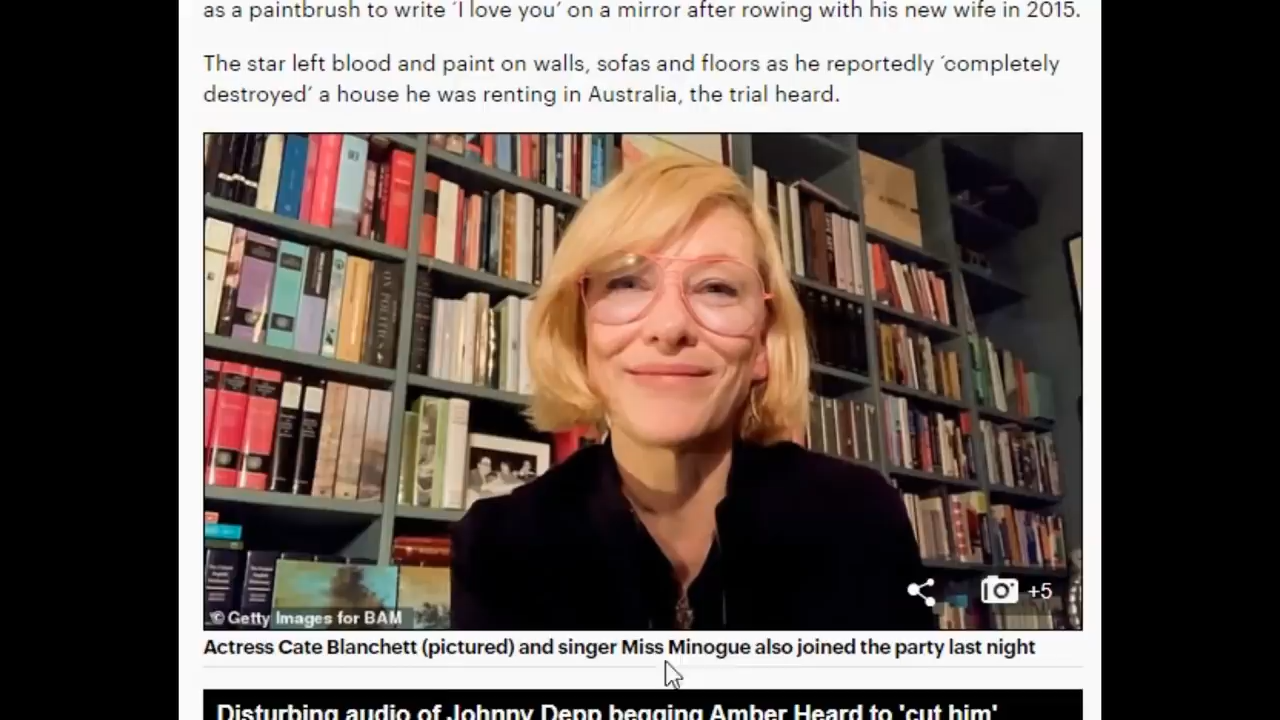 as a paintbrush to write ‘I love you’ on a mirror after rowing with his new wife in 2015.
The star left blood and paint on walls, sofas and floors as he reportedly ‘completely
destroyed’ a house he was renting in Australia, the trial heard.
ON POLITICS
+5
© Getty Images for BAM
Actress Cate Blanchett (pictured) and singer Miss Minogue also joined the party last night
Disturbing audio of Johnny Depp begging Amber Heard to 'cut him'